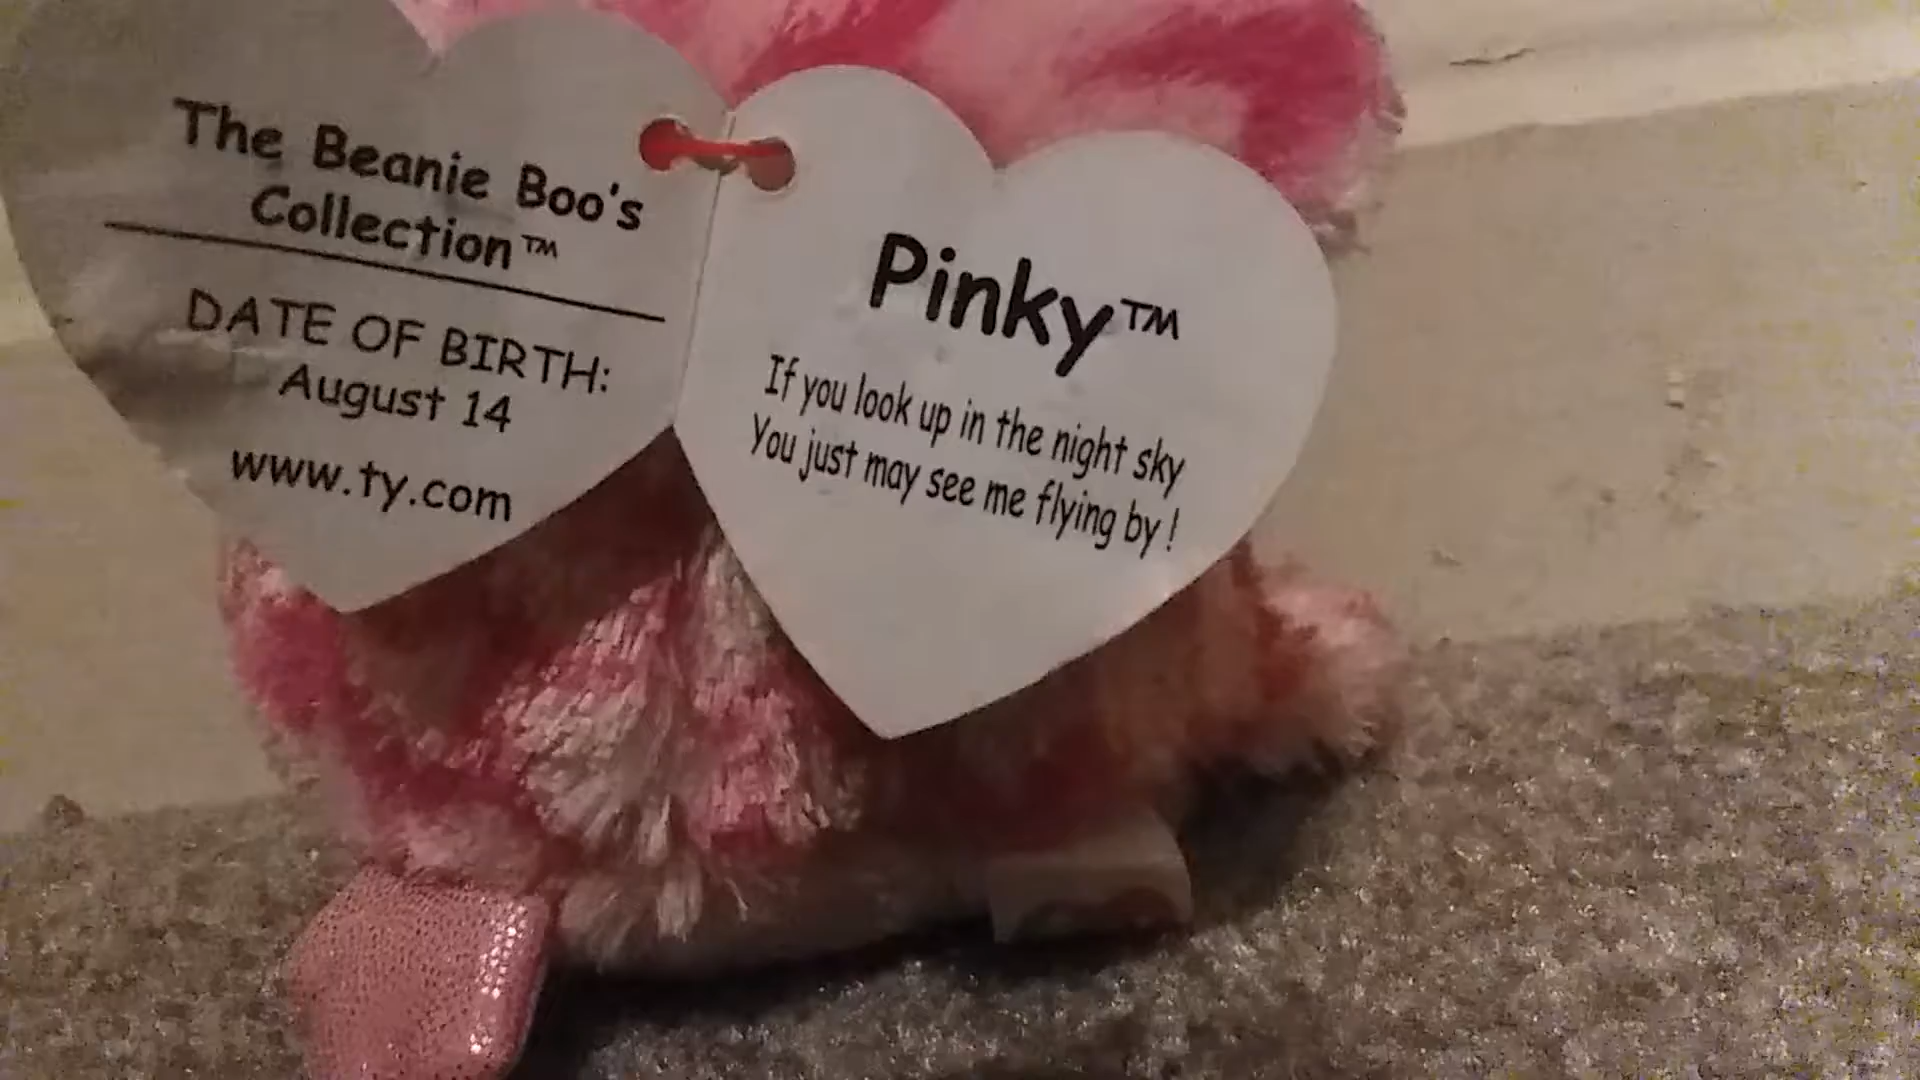 The Beanie Boo's
Collection™
DATE OF BIRTH:
August 14
www.ty.com
Pinky™
If you look up in the night sky
You just may see me flying by !